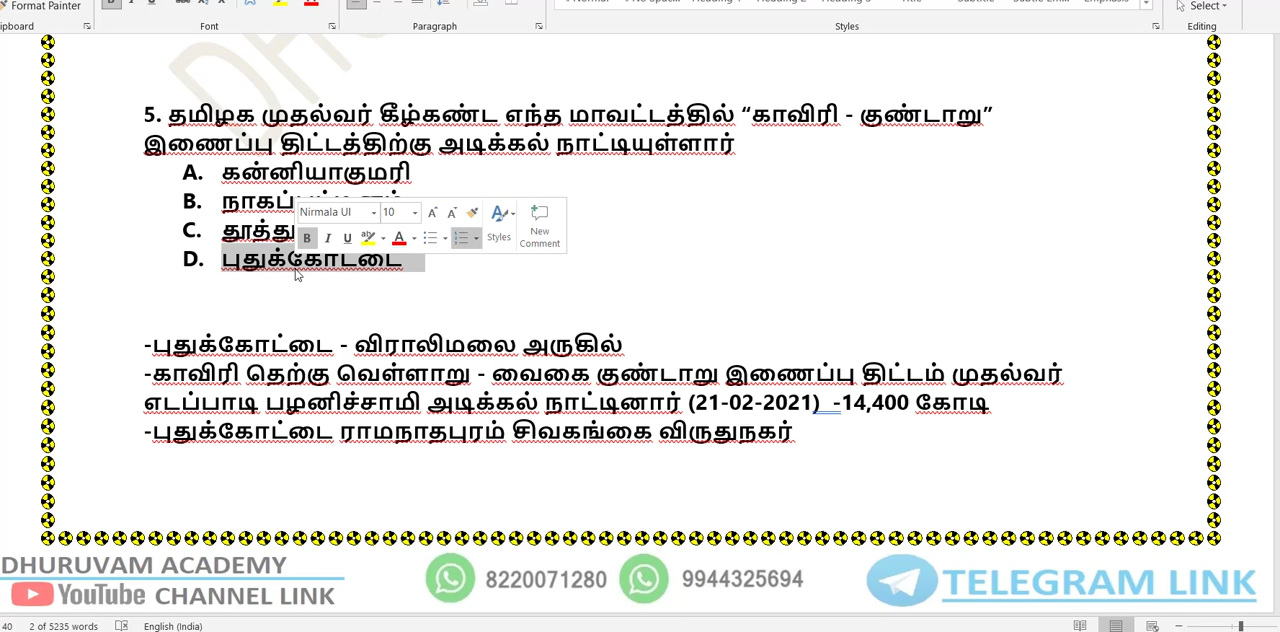 Format Painter
Select
ipboard
Font
Paragraph
Styles
Editing
5. தமிழக முதல்வர் கீழ்கண்ட எந்த மாவட்டத்தில் “காவிரி - குண்டாறு”
இணைப்பு திட்டத்திற்கு அடிக்கல் நாட்டியுள்ளார்
A. கன்னியாகுமரி
B.
C.
D. புதுக்கோட்டை
Nirmala UI 10
B I U Styles New Comment
-புதுக்கோட்டை - விராலிமலை அருகில்
-காவிரி தெற்கு வெள்ளாறு - வைகை குண்டாறு இணைப்பு திட்டம் முதல்வர்
எடப்பாடி பழனிச்சாமி அடிக்கல் நாட்டினார் (21-02-2021) -14,400 கோடி
-புதுக்கோட்டை ராமநாதபுரம் சிவகங்கை விருதுநகர்
DHURUVAM ACADEMY
YouTube CHANNEL LINK
8220071280
9944325694
TELEGRAM LINK
40 2 of 5235 words English (India)